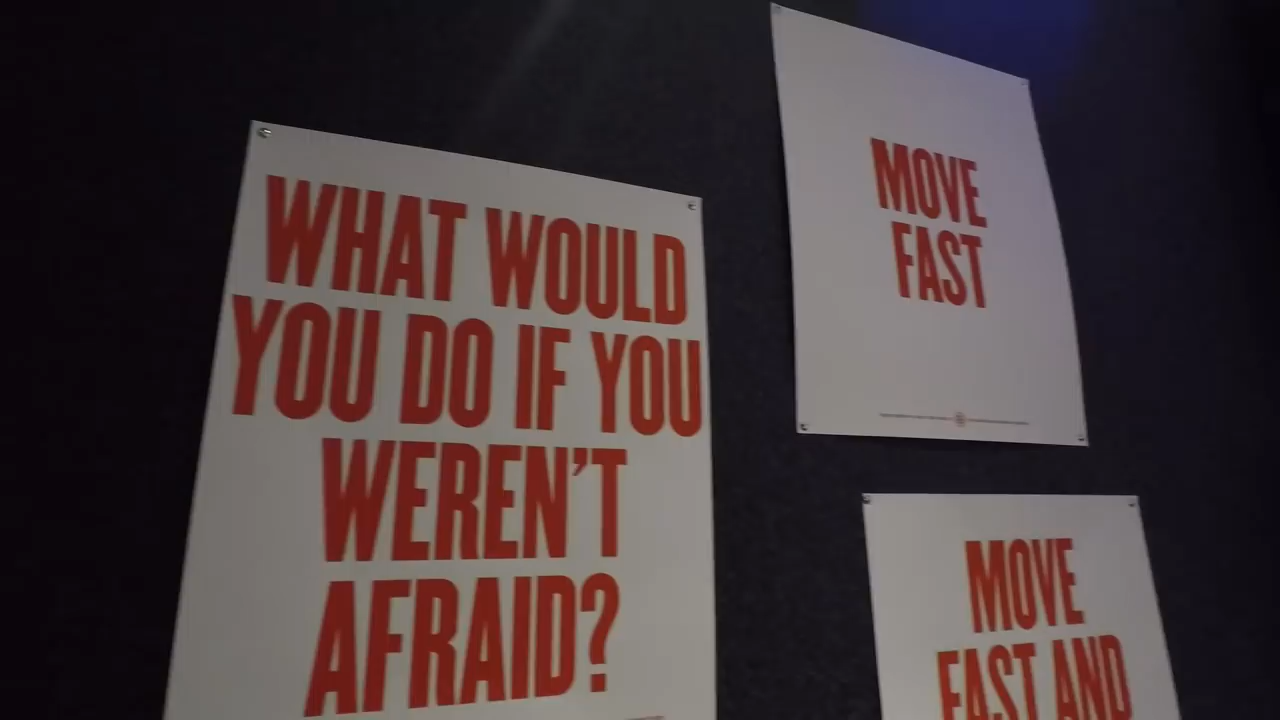 WHAT WOULD
YOU DO IF YOU
WEREN'T
AFRAID?
MOVE
FAST
MOVE
FAST AND